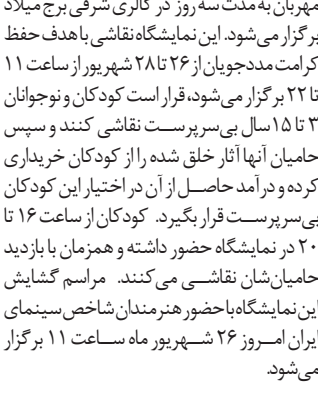 مهربان به مدت سه روز در گالری شرقی برج میلاد
برگزار می‌شود. این نمایشگاه نقاشی با هدف حفظ
کرامت مددجویان از ۲۶ تا ۲۸ شهریور از ساعت ۱۱
تا ۲۲ برگزار می‌شود، قرار است کودکان و نوجوانان
۳ تا ۱۵ سال بی‌سرپرست نقاشی کنند و سپس
حامیان آنها آثار خلق شده را از کودکان خریداری
کرده و درآمد حاصل از آن در اختیار این کودکان
بی‌سرپرست قرار بگیرد. کودکان از ساعت ۱۶ تا
۲۰ در نمایشگاه حضور داشته و همزمان با بازدید
حامیان‌شان نقاشی می‌کنند. مراسم گشایش
این نمایشگاه با حضور هنرمندان شاخص سینمای
ایران امروز ۲۶ شهریور ماه ساعت ۱۱ برگزار
می‌شود.